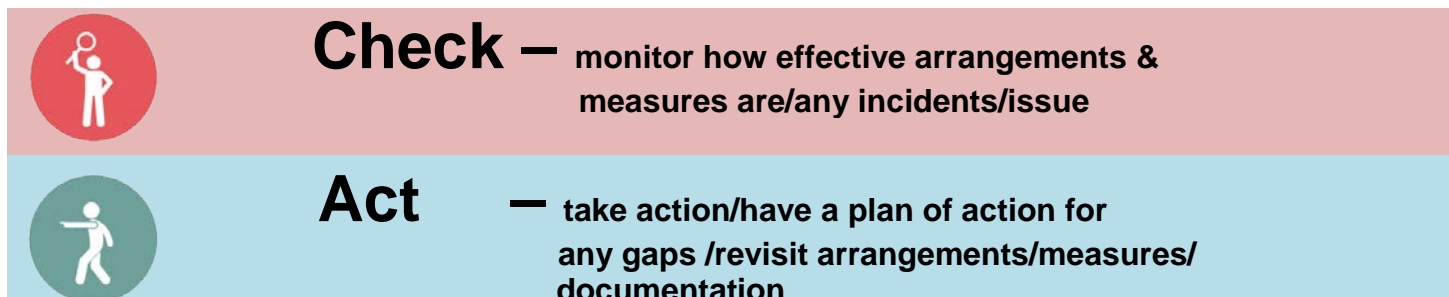 Check – monitor how effective arrangements &
measures are/any incidents/issue
Act – take action/have a plan of action for
any gaps /revisit arrangements/measures/
documentation